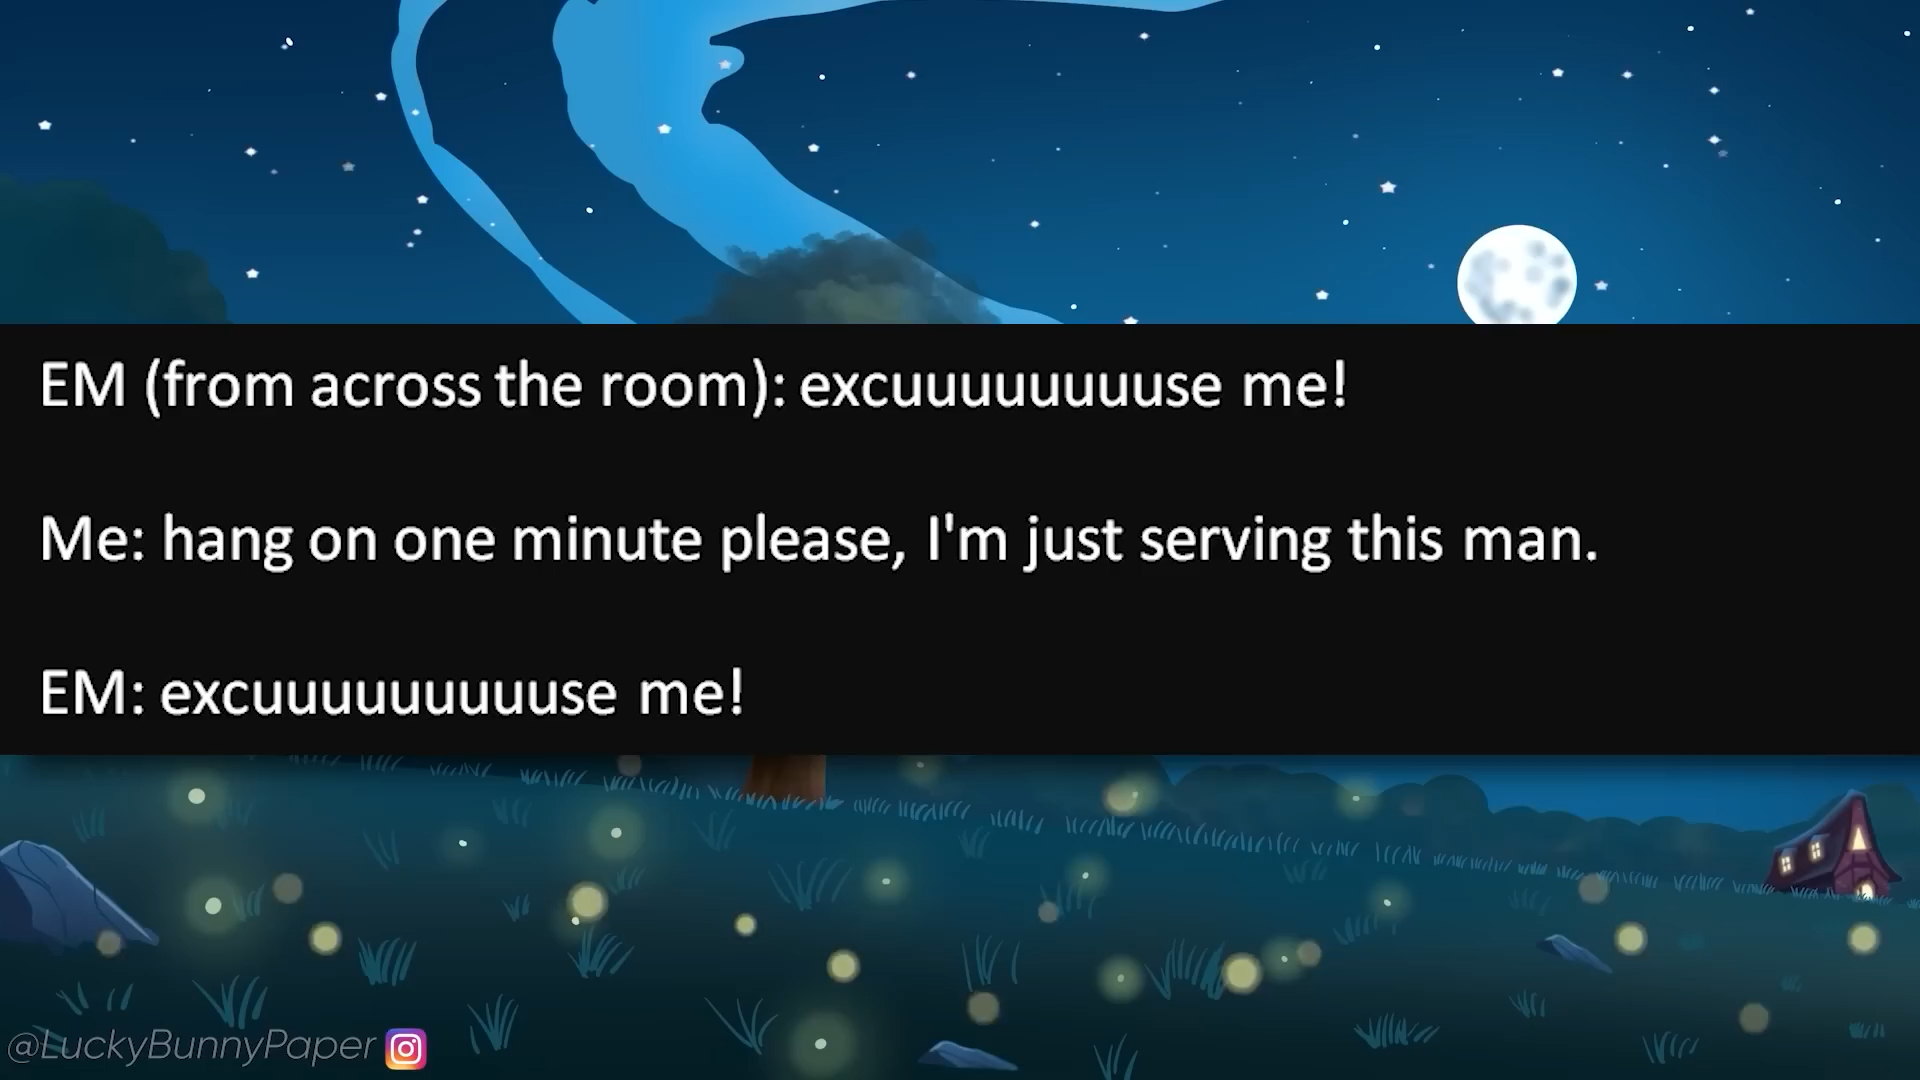 EM (from across the room): excuuuuuuuuuse me!
Me: hang on one minute please, I'm just serving this man.
EM: excuuuuuuuuuuse me!
@LuckyBunnyPaper